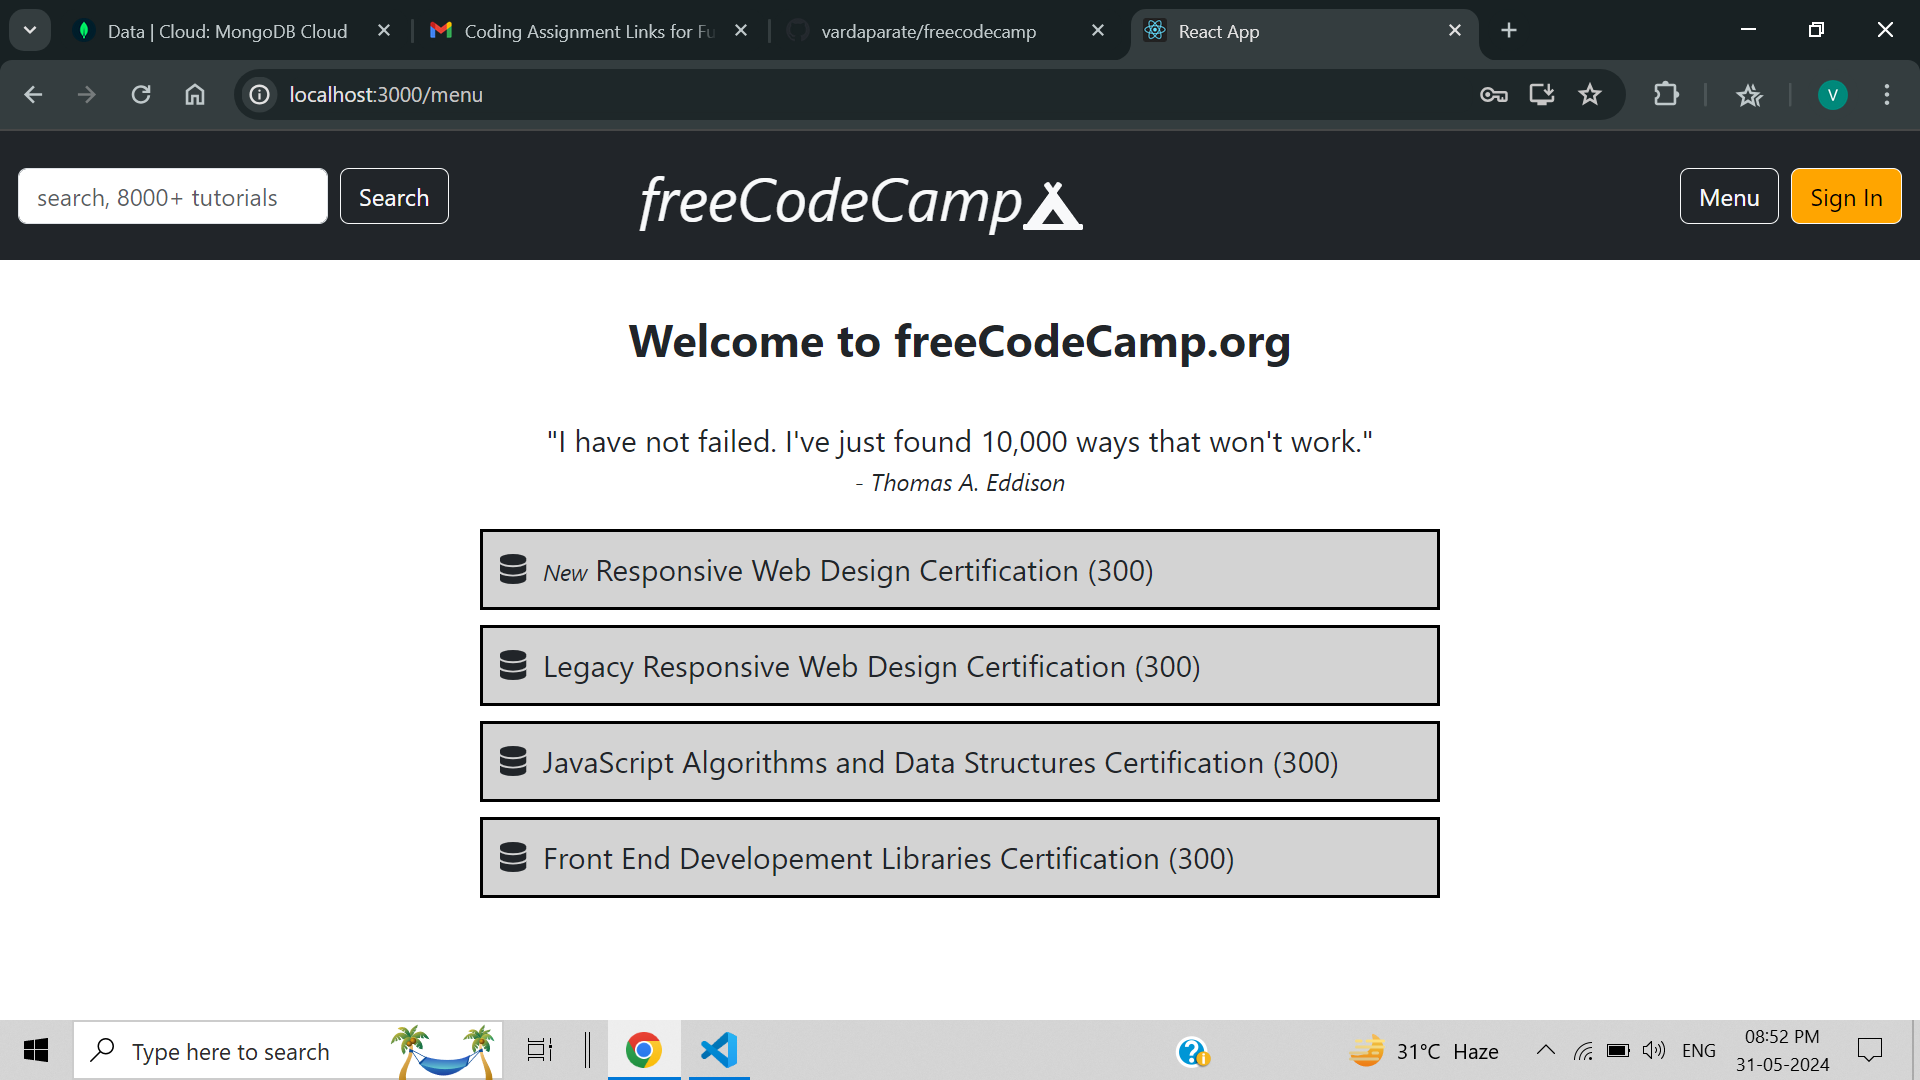 Data | Cloud: MongoDB Cloud
Coding Assignment Links for Fu
vardaparate/freecodecamp
React App
localhost:3000/menu
V
search, 8000+ tutorials
Search
freeCodeCamp
Menu
Sign In
Welcome to freeCodeCamp.org
"I have not failed. I've just found 10,000 ways that won't work."
- Thomas A. Eddison
New Responsive Web Design Certification (300)
Legacy Responsive Web Design Certification (300)
JavaScript Algorithms and Data Structures Certification (300)
Front End Developement Libraries Certification (300)
Type here to search
31°C Haze
ENG
08:52 PM
31-05-2024